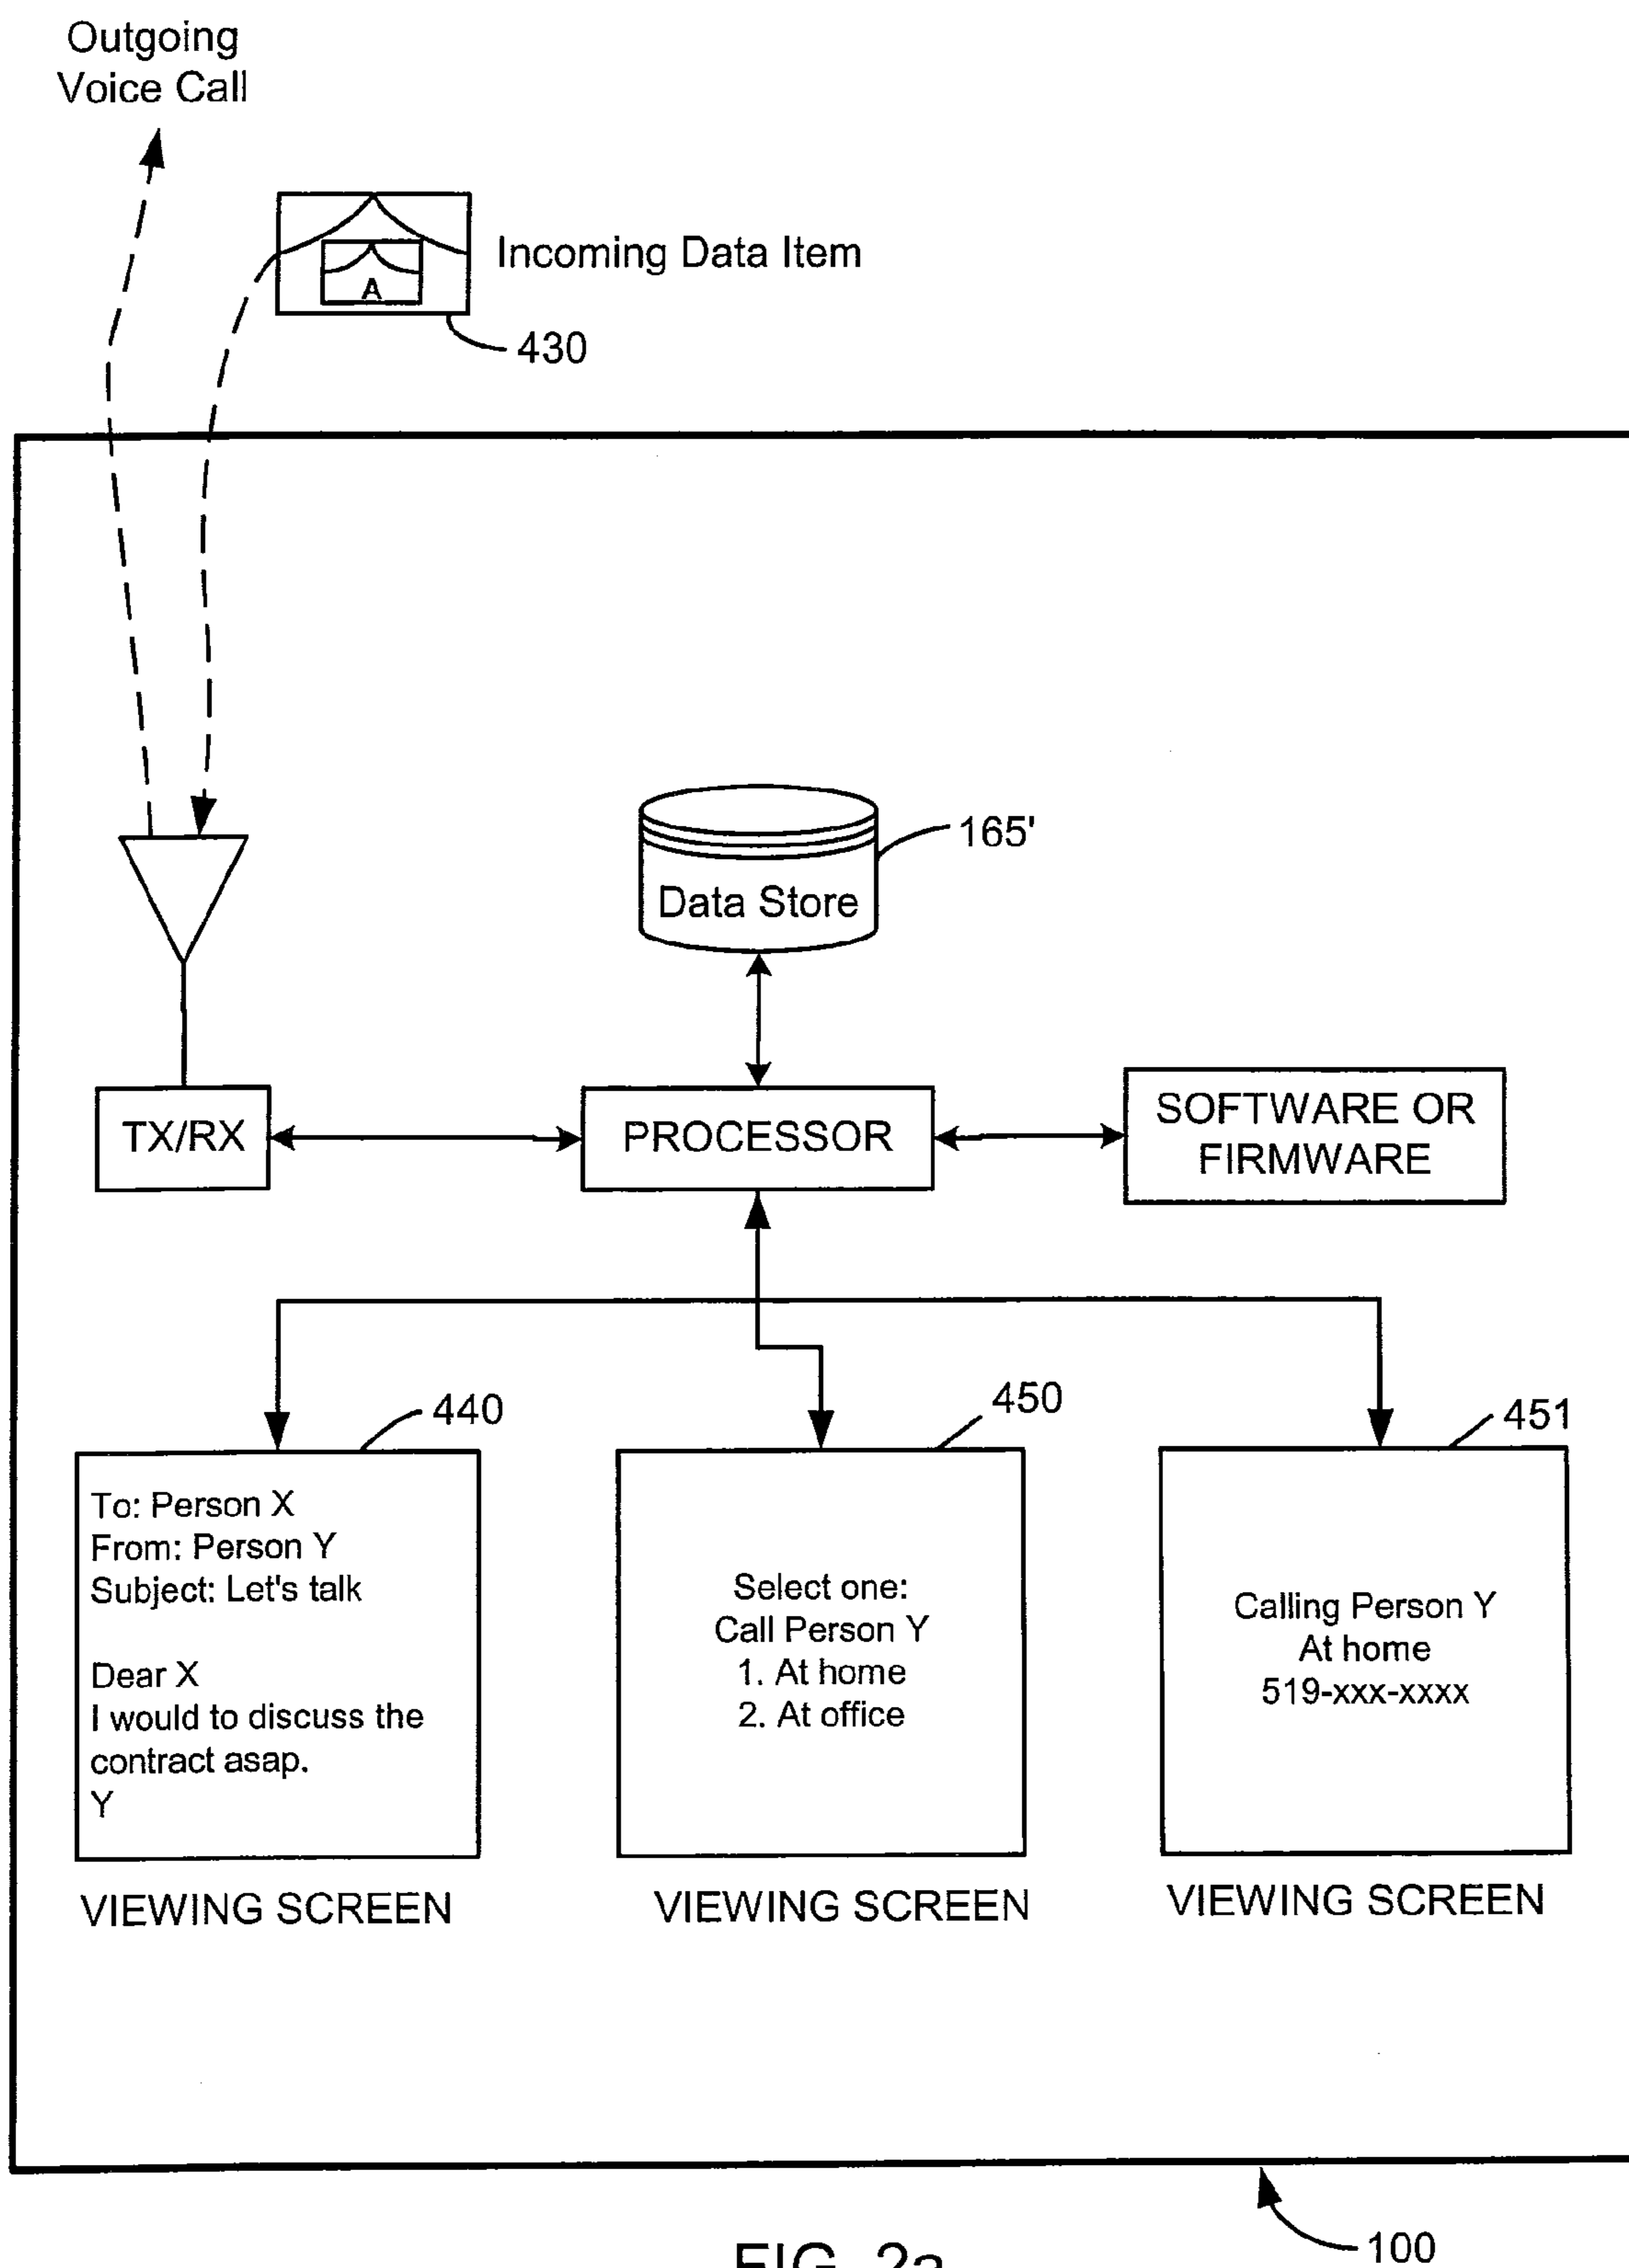 Outgoing
Voice Call
Incoming Data Item
A
430
165'
Data Store
TX/RX
PROCESSOR
SOFTWARE OR
FIRMWARE
440
450
451
To: Person X
From: Person Y
Subject: Let's talk
Dear X
I would to discuss the
contract asap.
Y
Select one:
Call Person Y
1. At home
2. At office
Calling Person Y
At home
519-xxx-xxxx
VIEWING SCREEN
VIEWING SCREEN
VIEWING SCREEN
100
FIG. 2a